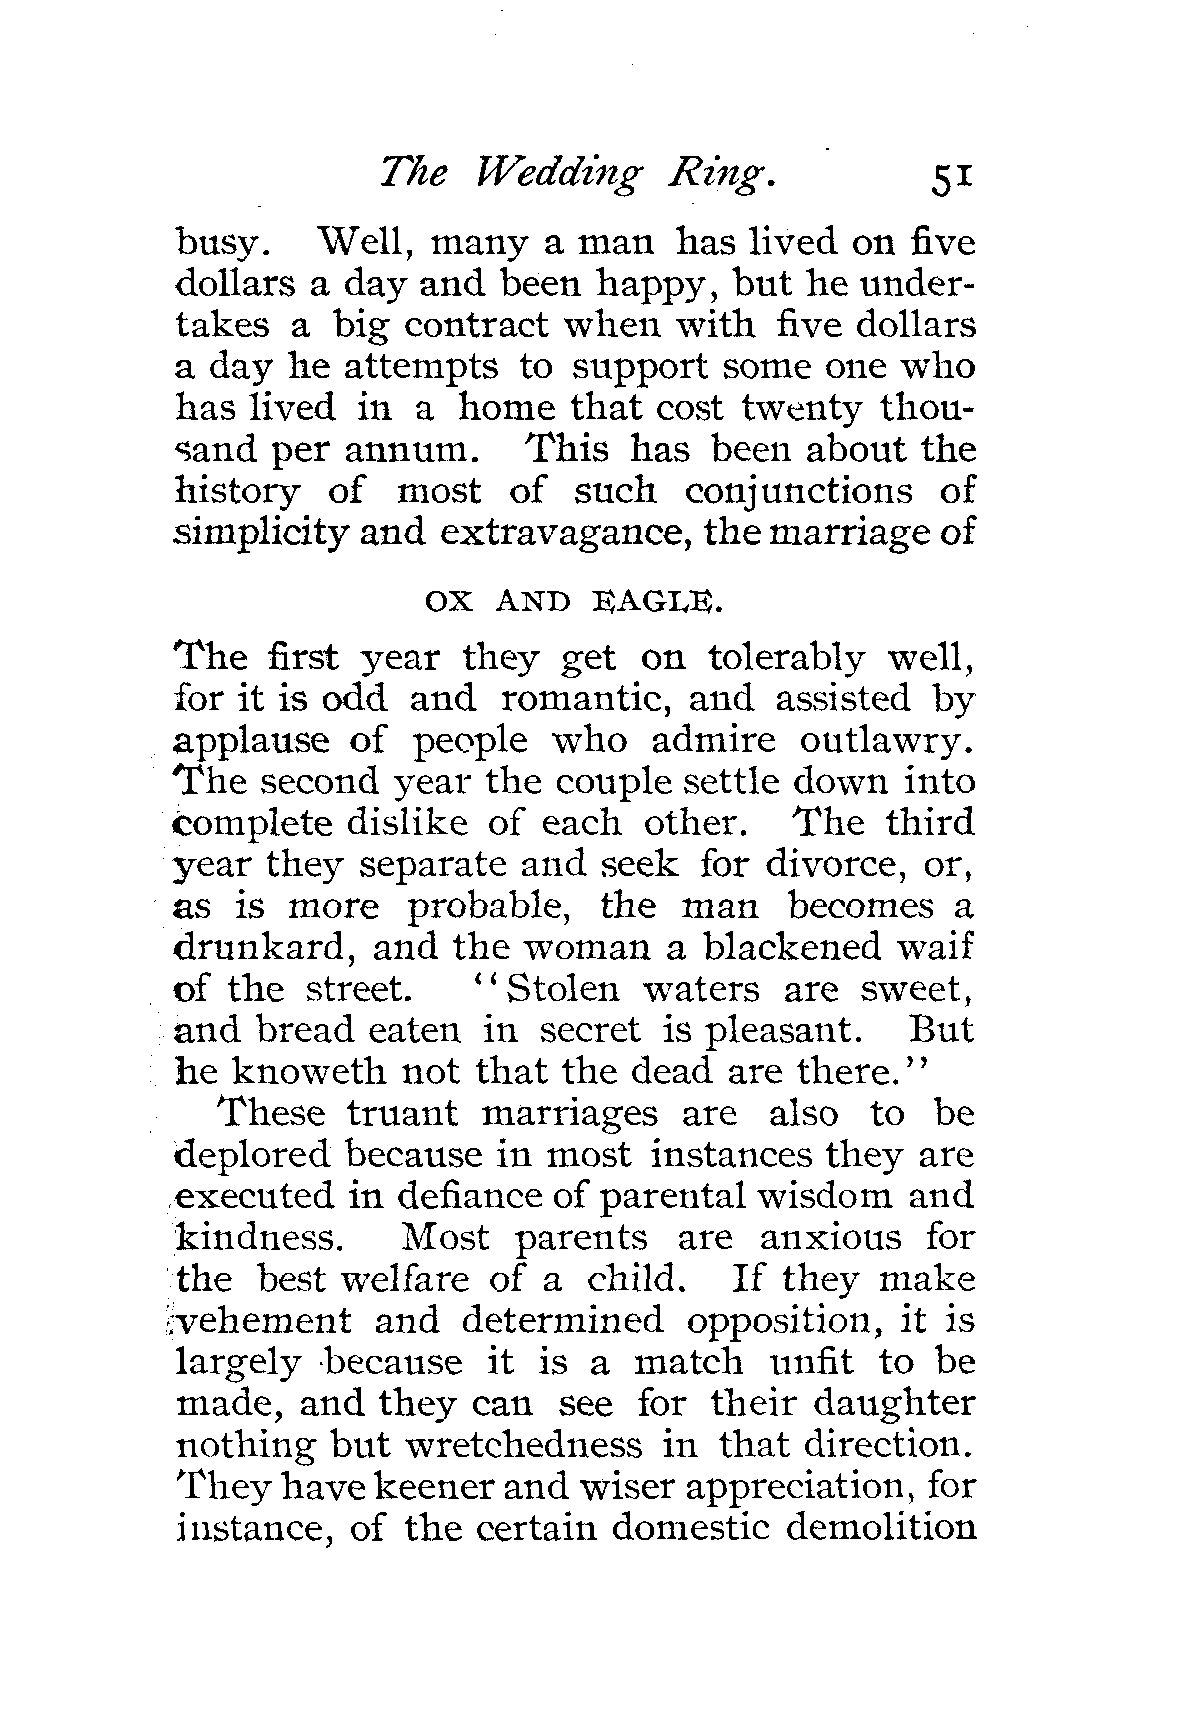 The Wedding Ring. 51
busy. Well, many a man has lived on five
dollars a day and been happy, but he under-
takes a big contract when with five dollars
a day he attempts to support some one who
has lived in a home that cost twenty thou-
sand per annum. This has been about the
history of most of such conjunctions of
simplicity and extravagance, the marriage of
OX AND EAGLE.
The first year they get on tolerably well,
for it is odd and romantic, and assisted by
applause of people who admire outlawry.
The second year the couple settle down into
complete dislike of each other. The third
year they separate and seek for divorce, or,
as is more probable, the man becomes a
drunkard, and the woman a blackened waif
of the street. "Stolen waters are sweet,
and bread eaten in secret is pleasant. But
he knoweth not that the dead are there."
These truant marriages are also to be
deplored because in most instances they are
executed in defiance of parental wisdom and
kindness. Most parents are anxious for
the best welfare of a child. If they make
vehement and determined opposition, it is
largely because it is a match unfit to be
made, and they can see for their daughter
nothing but wretchedness in that direction.
They have keener and wiser appreciation, for
instance, of the certain domestic demolition